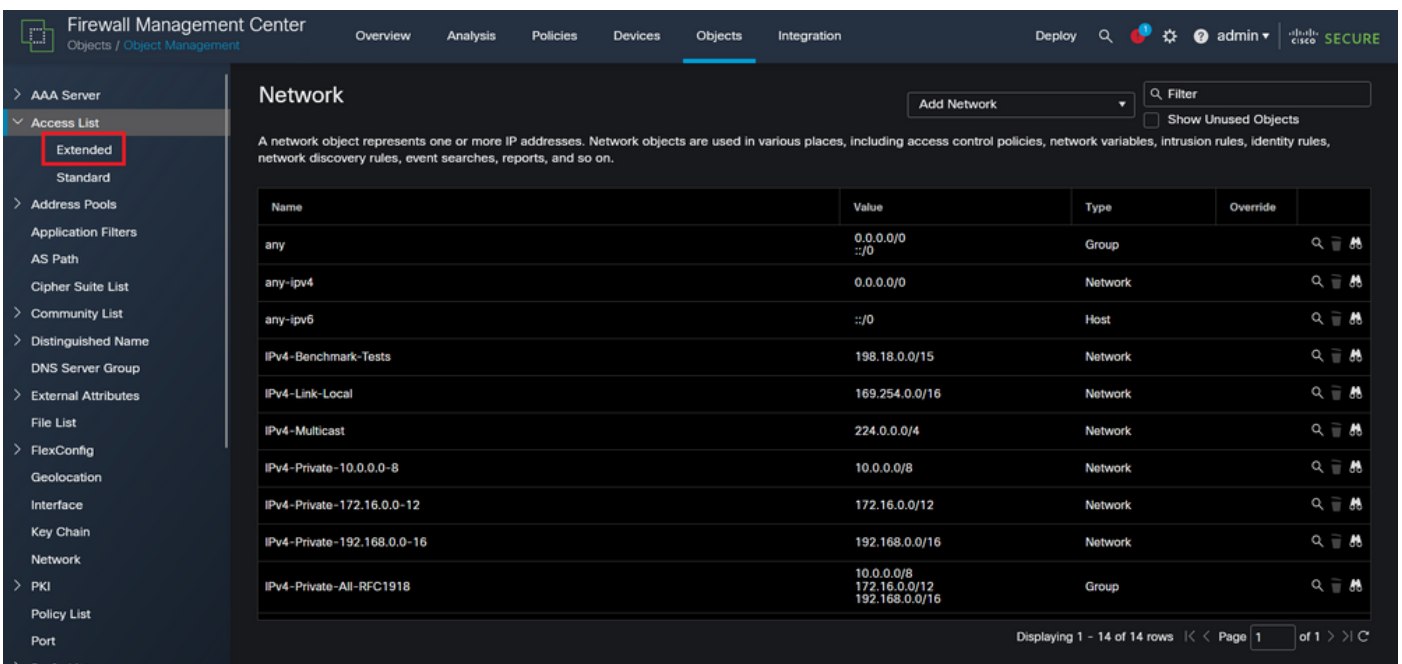 Firewall Management Center
Objects / Object Management
Overview Analysis Policies Devices Objects Integration
Deploy 1 admin cisco SECURE
AAA Server
Access List
Extended
Standard
Address Pools
Application Filters
AS Path
Cipher Suite List
Community List
Distinguished Name
DNS Server Group
External Attributes
File List
FlexConfig
Geolocation
Interface
Key Chain
Network
PKI
Policy List
Port
Network
Add Network
Filter
Show Unused Objects
A network object represents one or more IP addresses. Network objects are used in various places, including access control policies, network variables, intrusion rules, identity rules,
network discovery rules, event searches, reports, and so on.
Name Value Type Override
any 0.0.0.0/0 Group
::/0
any-ipv4 0.0.0.0/0 Network
any-ipv6 ::/0 Host
IPv4-Benchmark-Tests 198.18.0.0/15 Network
IPv4-Link-Local 169.254.0.0/16 Network
IPv4-Multicast 224.0.0.0/4 Network
IPv4-Private-10.0.0.0-8 10.0.0.0/8 Network
IPv4-Private-172.16.0.0-12 172.16.0.0/12 Network
IPv4-Private-192.168.0.0-16 192.168.0.0/16 Network
IPv4-Private-All-RFC1918 10.0.0.0/8 Group
172.16.0.0/12
192.168.0.0/16
Displaying 1 - 14 of 14 rows |< < Page 1 of 1 > >|